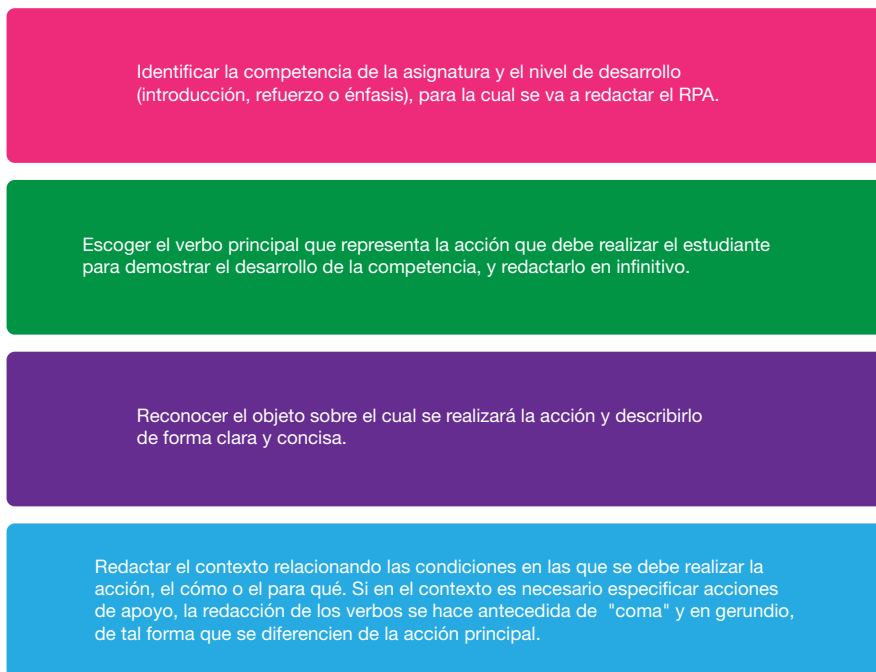 Identificar la competencia de la asignatura y el nivel de desarrollo
(introducción, refuerzo o énfasis), para la cual se va a redactar el RPA.
Escoger el verbo principal que representa la acción que debe realizar el estudiante
para demostrar el desarrollo de la competencia, y redactarlo en infinitivo.
Reconocer el objeto sobre el cual se realizará la acción y describirlo
de forma clara y concisa.
Redactar el contexto relacionando las condiciones en las que se debe realizar la
acción, el cómo o el para qué. Si en el contexto es necesario especificar acciones
de apoyo, la redacción de los verbos se hace antecedida de "coma" y en gerundio,
de tal forma que se diferencien de la acción principal.